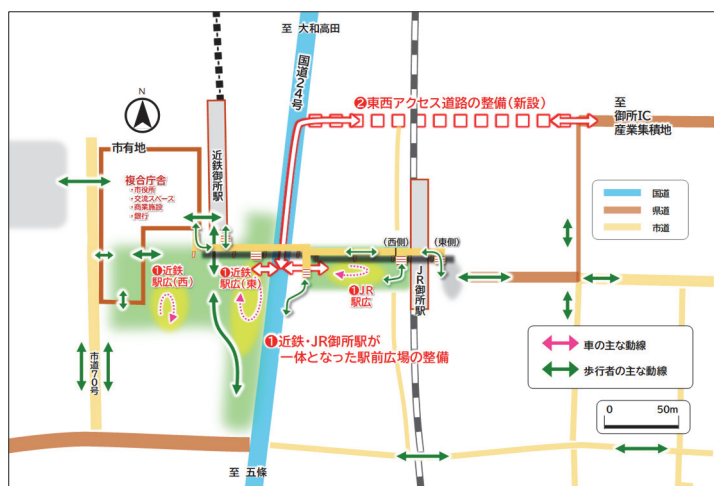 至 大和高田
国道24号
❷東西アクセス道路の整備(新設)
至
御所IC
産業集積地
N
市有地
近鉄御所駅
複合庁舎
・市役所
・交流スペース
・商業施設
・銀行
国道
県道
市道
(西側)
(東側)
❶近鉄
駅広(西)
❶近鉄
駅広(東)
❶JR
駅広
JR御所駅
❶近鉄・JR御所駅が
一体となった駅前広場の整備
市道70号
車の主な動線
歩行者の主な動線
0 50m
至 五條